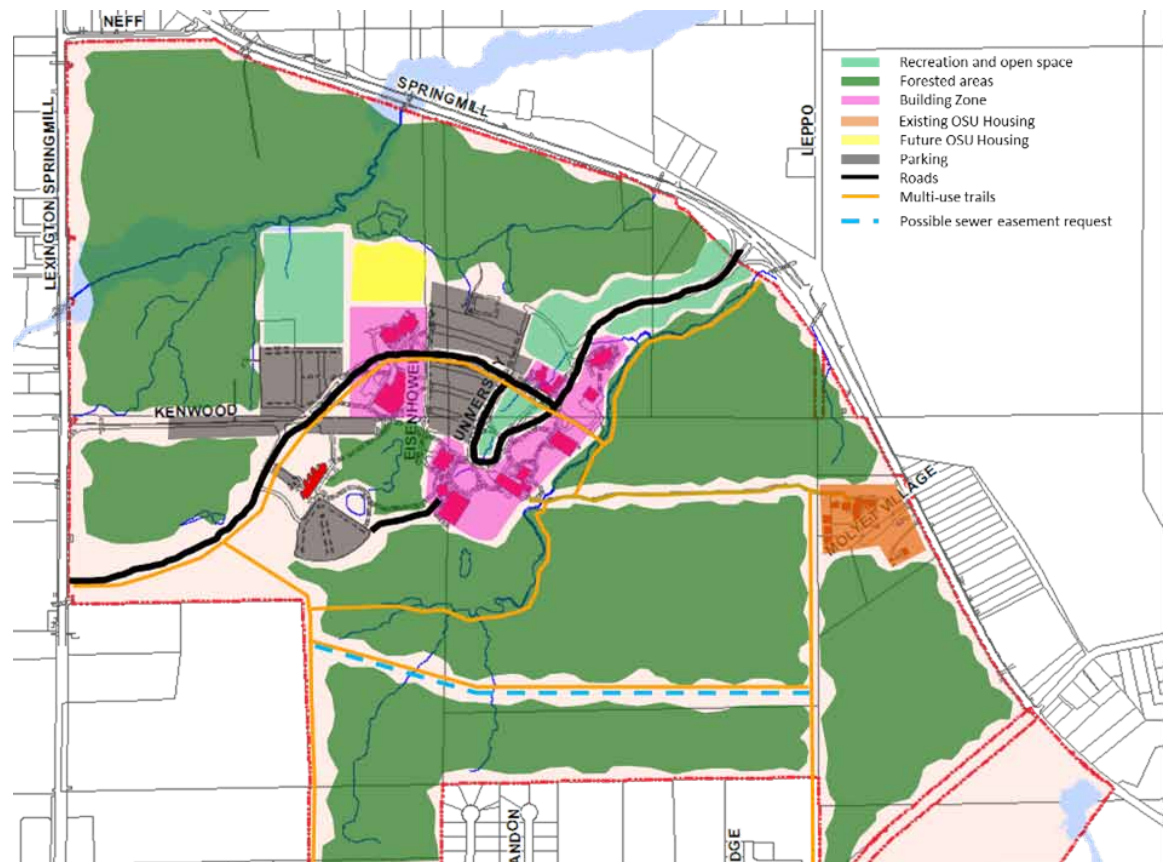 NEFF
SPRINGMILL
LEXINGTON SPRINGMILL
LEPPO
Recreation and open space
Forested areas
Building Zone
Existing OSU Housing
Future OSU Housing
Parking
Roads
Multi-use trails
Possible sewer easement request
KENWOOD
EISENHOWER
UNIVERSITY
MOLYET VILLAGE
ANDON
DGE